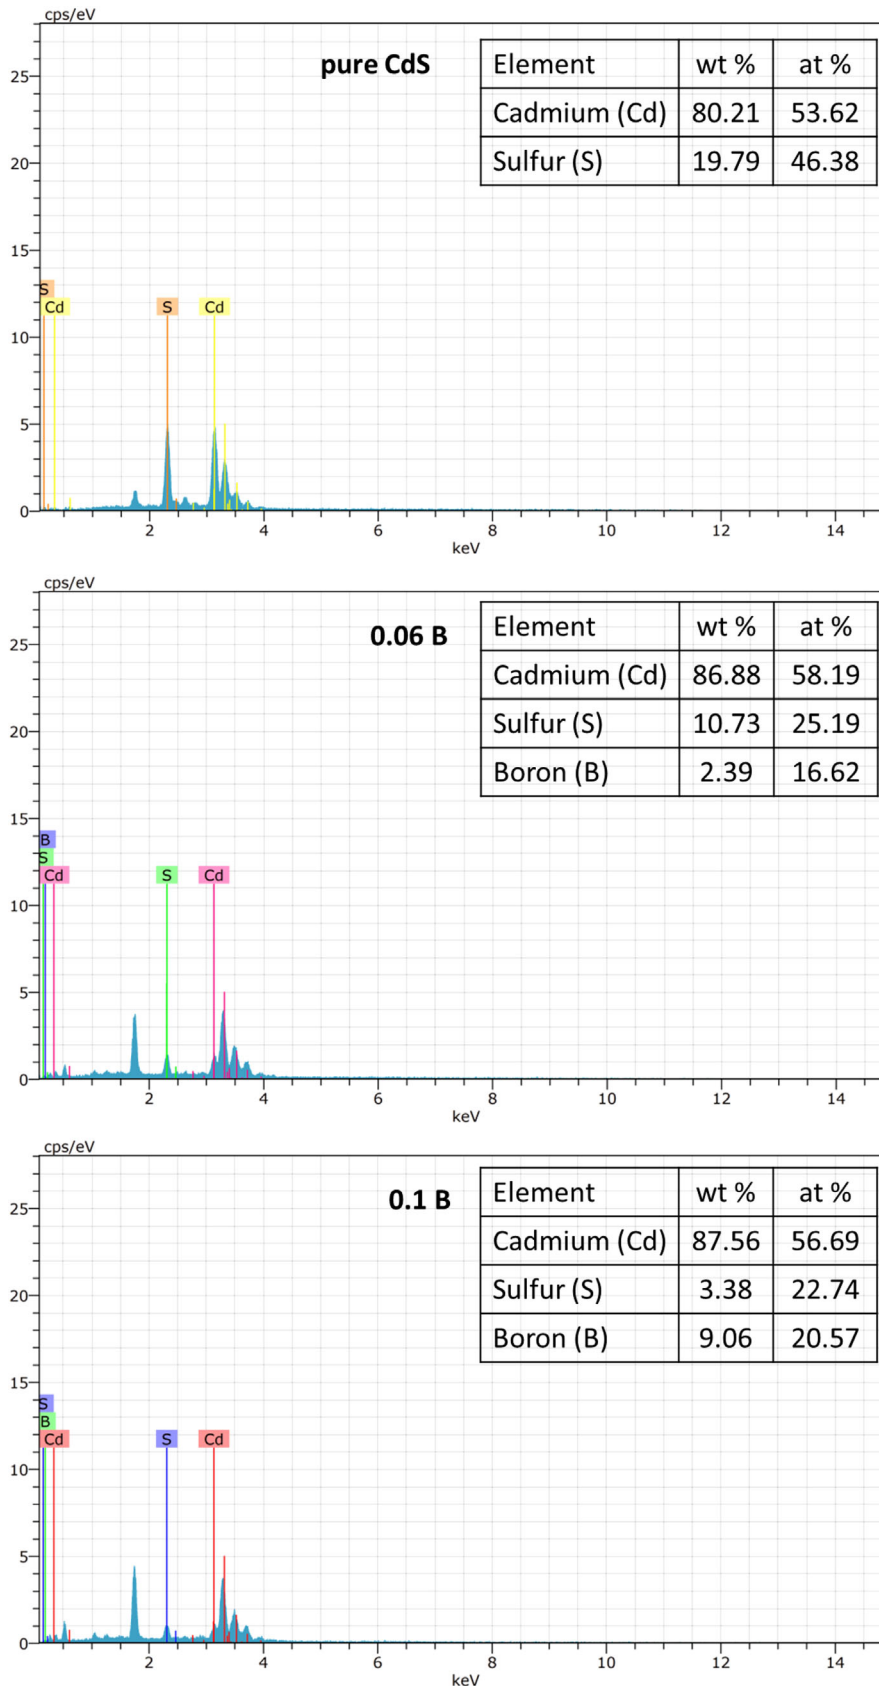 cps/eV
pure CdS
Element wt % at %
Cadmium (Cd) 80.21 53.62
Sulfur (S) 19.79 46.38
25
20
15
10
5
0
S
Cd S Cd
2 4 6 8 10 12 14
keV
cps/eV
0.06 B
Element wt % at %
Cadmium (Cd) 86.88 58.19
Sulfur (S) 10.73 25.19
Boron (B) 2.39 16.62
25
20
15
10
5
0
B
S
Cd S Cd
2 4 6 8 10 12 14
keV
cps/eV
0.1 B
Element wt % at %
Cadmium (Cd) 87.56 56.69
Sulfur (S) 3.38 22.74
Boron (B) 9.06 20.57
25
20
15
10
5
0
S
B
Cd S Cd
2 4 6 8 10 12 14
keV